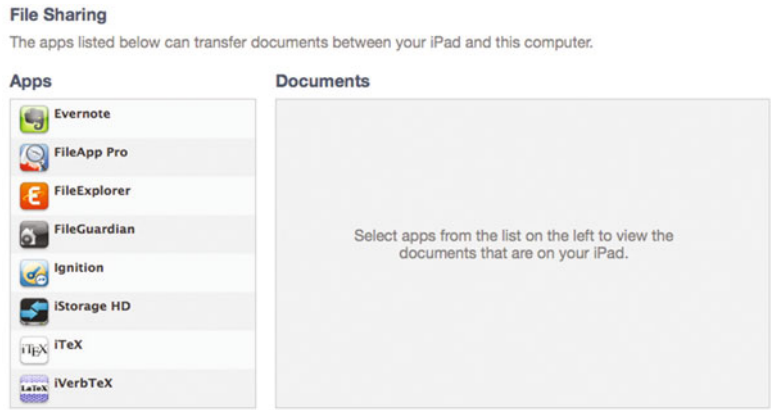 File Sharing
The apps listed below can transfer documents between your iPad and this computer.
Apps
Documents
Evernote
FileApp Pro
FileExplorer
FileGuardian
Ignition
iStorage HD
iTEX iTeX
LaTeX iVerbTeX
Select apps from the list on the left to view the
documents that are on your iPad.